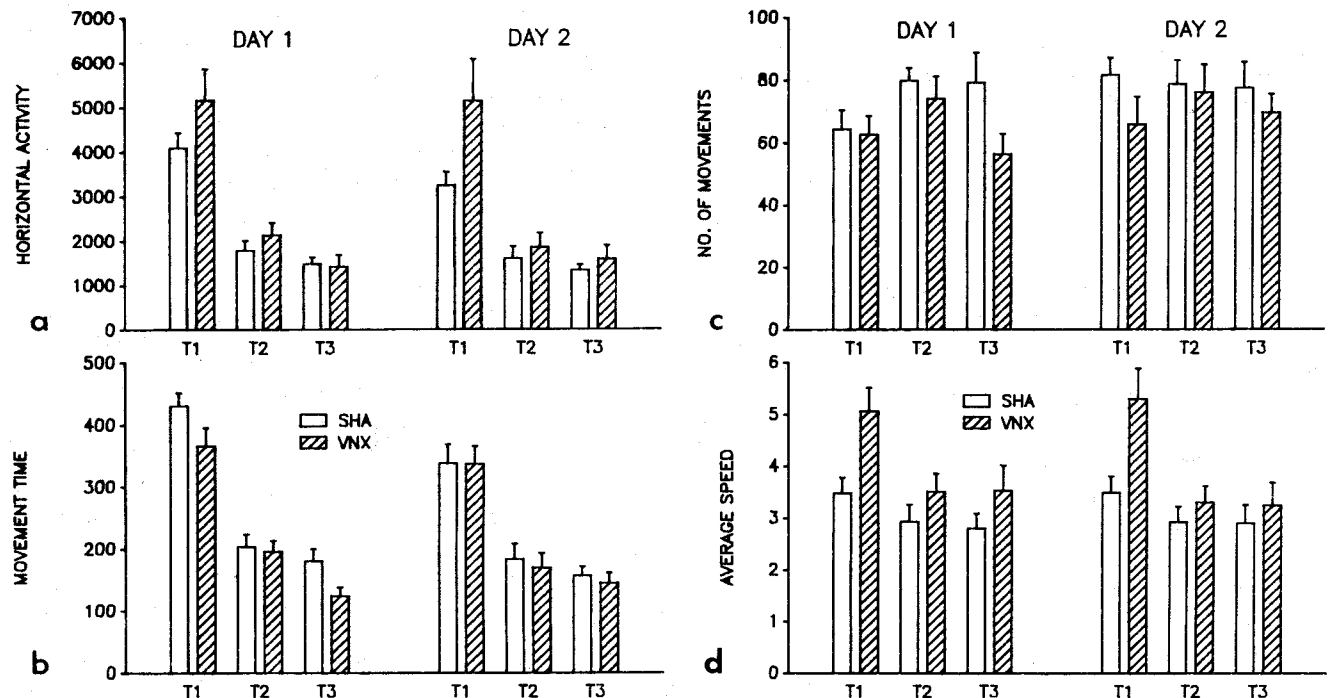 HORIZONTAL ACTIVITY
7000
6000
5000
4000
3000
2000
1000
0
DAY 1
DAY 2
a
T1
T2
T3
T1
T2
T3
MOVEMENT TIME
500
400
300
200
100
0
SHA
VNX
b
T1
T2
T3
T1
T2
T3
NO. OF MOVEMENTS
100
80
60
40
20
0
DAY 1
DAY 2
c
T1
T2
T3
T1
T2
T3
AVERAGE SPEED
6
5
4
3
2
1
0
SHA
VNX
d
T1
T2
T3
T1
T2
T3